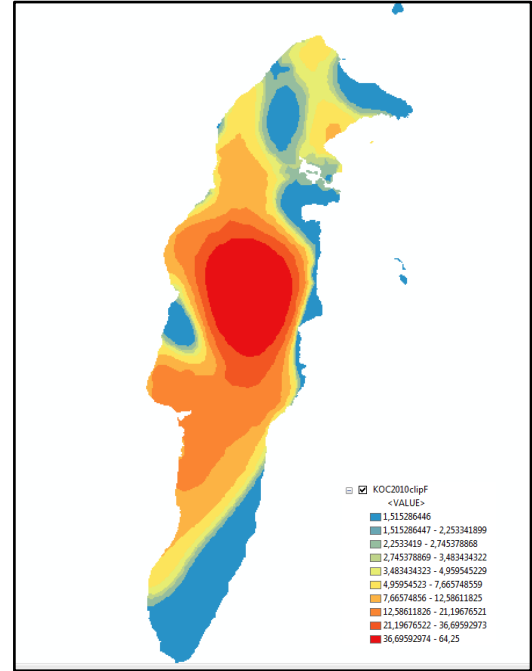 KOC2010clipF
<VALUE>
1,515286446
1,515286447 - 2,253341899
2,2533419 - 2,745378868
2,745378869 - 3,483434322
3,483434323 - 4,959545229
4,95954523 - 7,665748559
7,66574856 - 12,58611825
12,58611826 - 21,19676521
21,19676522 - 36,69592973
36,69592974 - 64,25